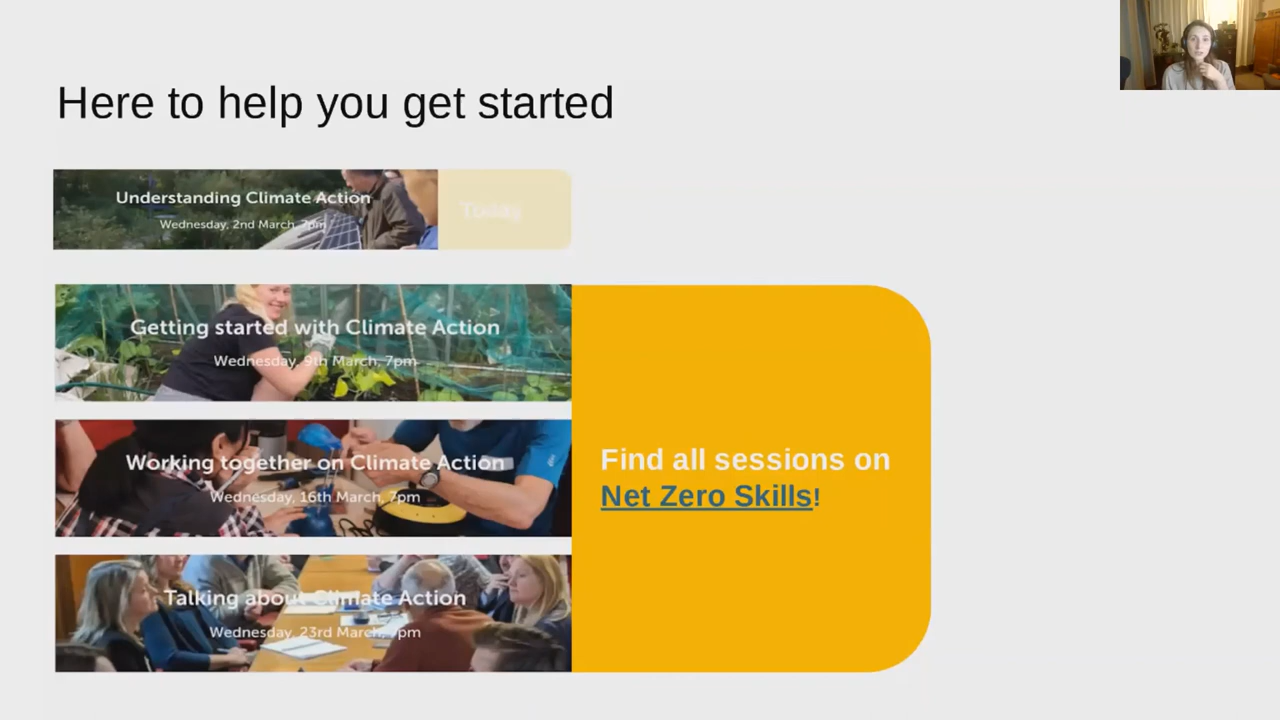 Here to help you get started
Understanding Climate Action
Wednesday, 2nd March, 7pm
Today
Getting started with Climate Action
Wednesday, 9th March, 7pm
Working together on Climate Action
Wednesday, 16th March, 7pm
Talking about Climate Action
Wednesday, 23rd March, 7pm
Find all sessions on
Net Zero Skills!